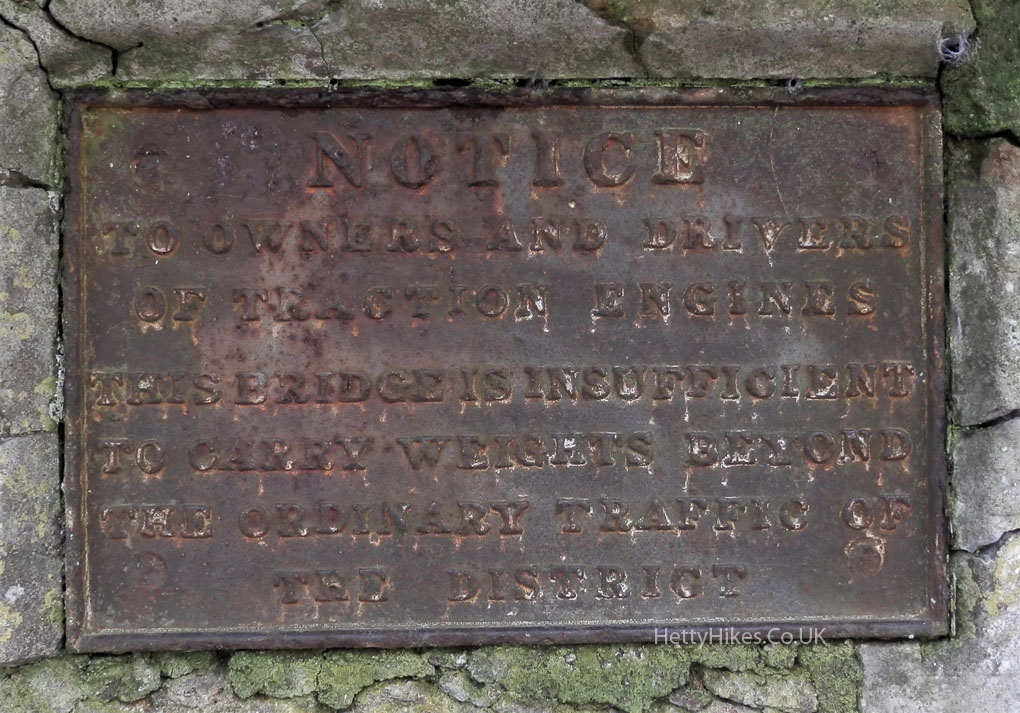 NOTICE
TO OWNERS AND DRIVERS
OF TRACTION ENGINES
THIS BRIDGE IS INSUFFICIENT
TO CARRY WEIGHTS BEYOND
THE ORDINARY TRAFFIC OF
THE DISTRICT
HettyHikes.Co.UK